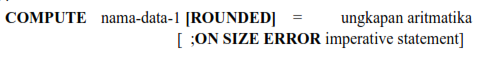 COMPUTE nama-data-1 [ROUNDED] = ungkapan aritmatika
[ ;ON SIZE ERROR imperative statement]